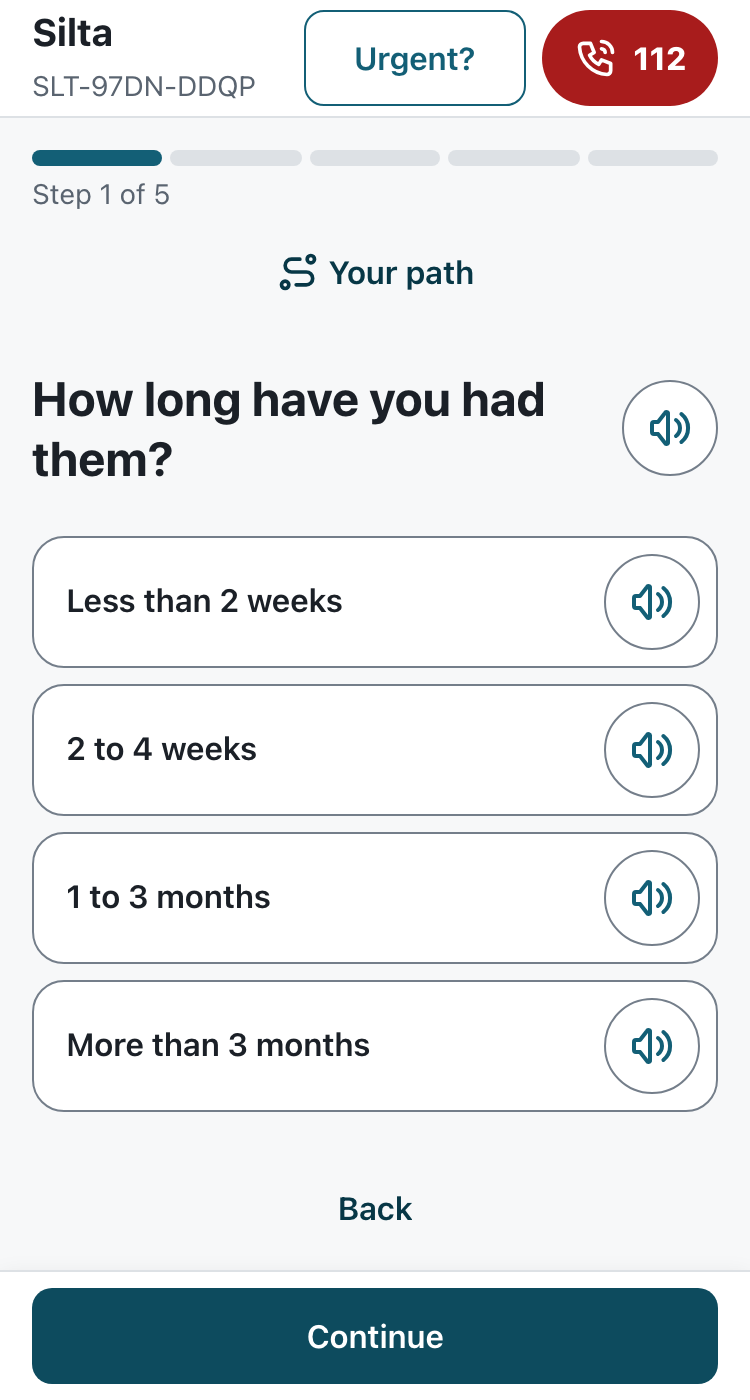 Silta
SLT-97DN-DDQP
Urgent?
112
Step 1 of 5
Your path
How long have you had
them?
Less than 2 weeks
2 to 4 weeks
1 to 3 months
More than 3 months
Back
Continue